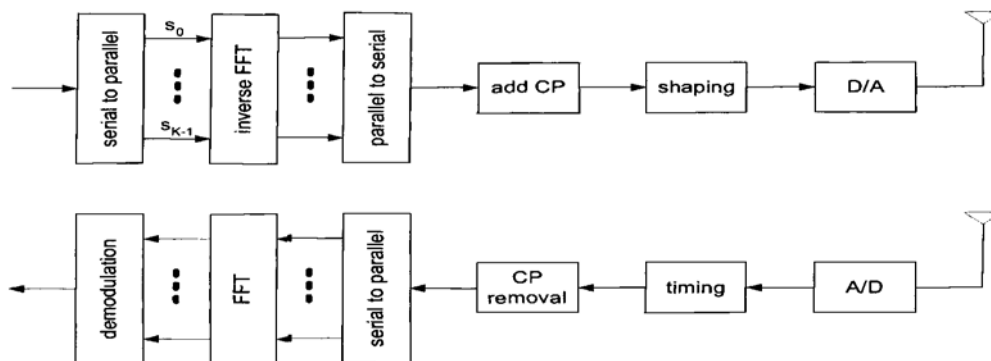 serial to parallel
s0
sK-1
inverse FFT
parallel to serial
add CP
shaping
D/A
demodulation
FFT
serial to parallel
CP
removal
timing
A/D